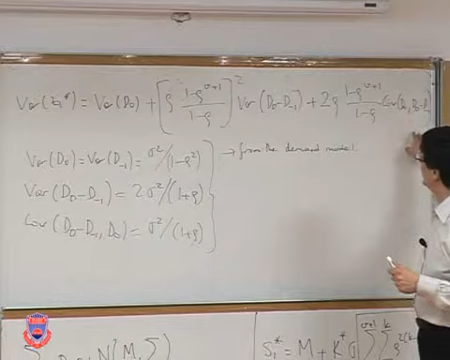 Var(q₀*) = Var(D₀) + [ρ (1-ρ^(L+1))/(1-ρ)]² Var(D₀-D₋₁) + 2ρ (1-ρ^(L+1))/(1-ρ) Cov(D₀, D₀-D
Var(D₀) = Var(D₋₁) = σ²/(1-ρ²)
→ from the demand model
Var(D₀-D₋₁) = 2σ²/(1+ρ)
Cov(D₀-D₋₁, D₀) = σ²/(1+ρ)
N(M, Σ)
S₁* = M + K* σ